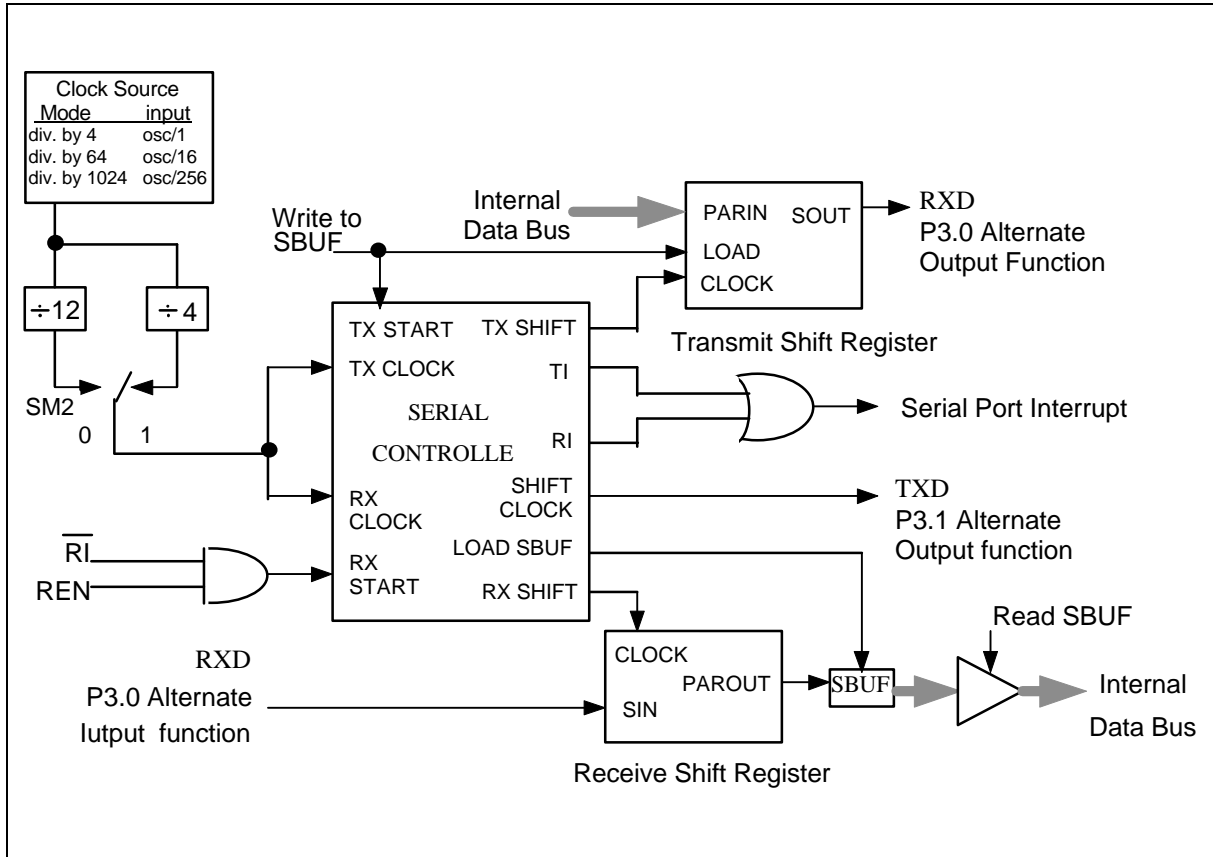 Clock Source
Mode input
div. by 4 osc/1
div. by 64 osc/16
div. by 1024 osc/256
÷12
÷4
SM2
0 1
Write to
SBUF
Internal
Data Bus
PARIN SOUT
LOAD
CLOCK
Transmit Shift Register
RXD
P3.0 Alternate
Output Function
TX START TX SHIFT
TX CLOCK TI
SERIAL
CONTROLLE
RI
RX
CLOCK
SHIFT
CLOCK
LOAD SBUF
RX
START
RX SHIFT
Serial Port Interrupt
TXD
P3.1 Alternate
Output function
R̅I̅
REN
RXD
P3.0 Alternate
Iutput function
CLOCK
PAROUT
SIN
Receive Shift Register
SBUF
Read SBUF
Internal
Data Bus